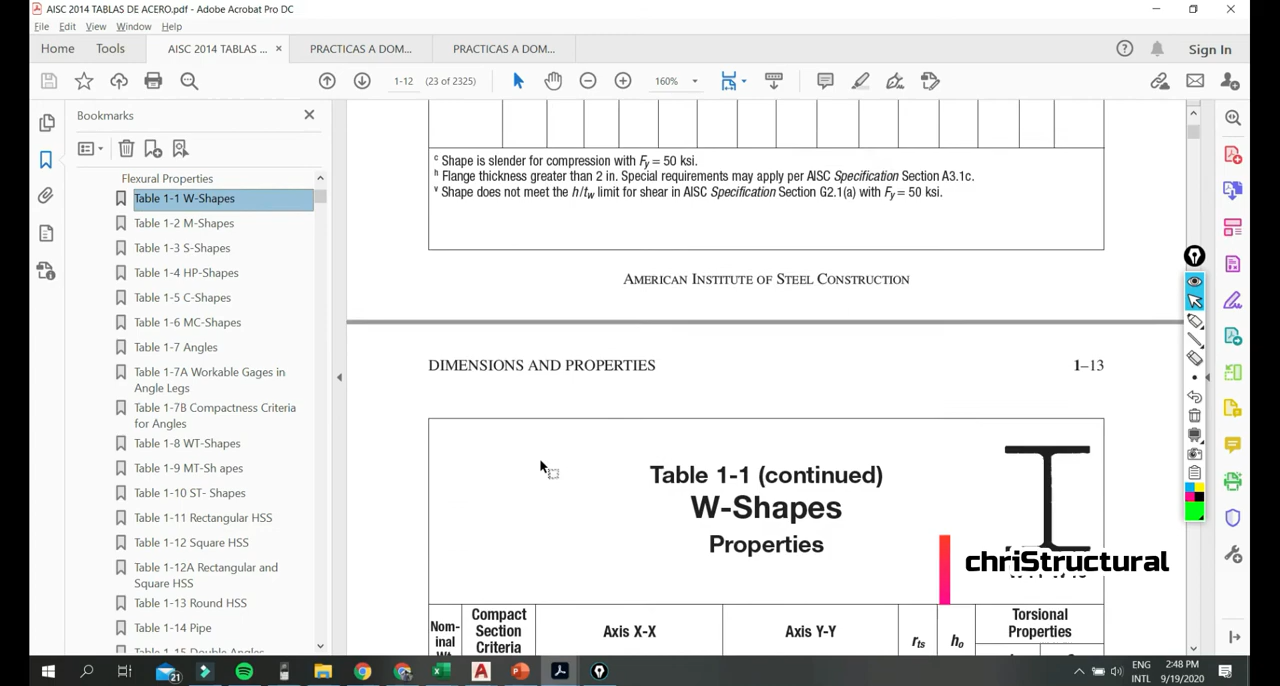 AISC 2014 TABLAS DE ACERO.pdf - Adobe Acrobat Pro DC
File Edit View Window Help
Home Tools AISC 2014 TABLAS ... × PRACTICAS A DOM... PRACTICAS A DOM... Sign In
1-12 (23 of 2325) 160%
Bookmarks
Flexural Properties
Table 1-1 W-Shapes
Table 1-2 M-Shapes
Table 1-3 S-Shapes
Table 1-4 HP-Shapes
Table 1-5 C-Shapes
Table 1-6 MC-Shapes
Table 1-7 Angles
Table 1-7A Workable Gages in
Angle Legs
Table 1-7B Compactness Criteria
for Angles
Table 1-8 WT-Shapes
Table 1-9 MT-Sh apes
Table 1-10 ST- Shapes
Table 1-11 Rectangular HSS
Table 1-12 Square HSS
Table 1-12A Rectangular and
Square HSS
Table 1-13 Round HSS
Table 1-14 Pipe
Table 1-15 Double Angles
c Shape is slender for compression with Fy = 50 ksi.
h Flange thickness greater than 2 in. Special requirements may apply per AISC Specification Section A3.1c.
v Shape does not meet the h/tw limit for shear in AISC Specification Section G2.1(a) with Fy = 50 ksi.
AMERICAN INSTITUTE OF STEEL CONSTRUCTION
DIMENSIONS AND PROPERTIES 1–13
Table 1-1 (continued)
W-Shapes
Properties
chriStructural
Nom-
inal
Compact
Section
Criteria
Axis X-X
Axis Y-Y
rts
ho
Torsional
Properties
21
ENG
INTL
2:48 PM
9/19/2020